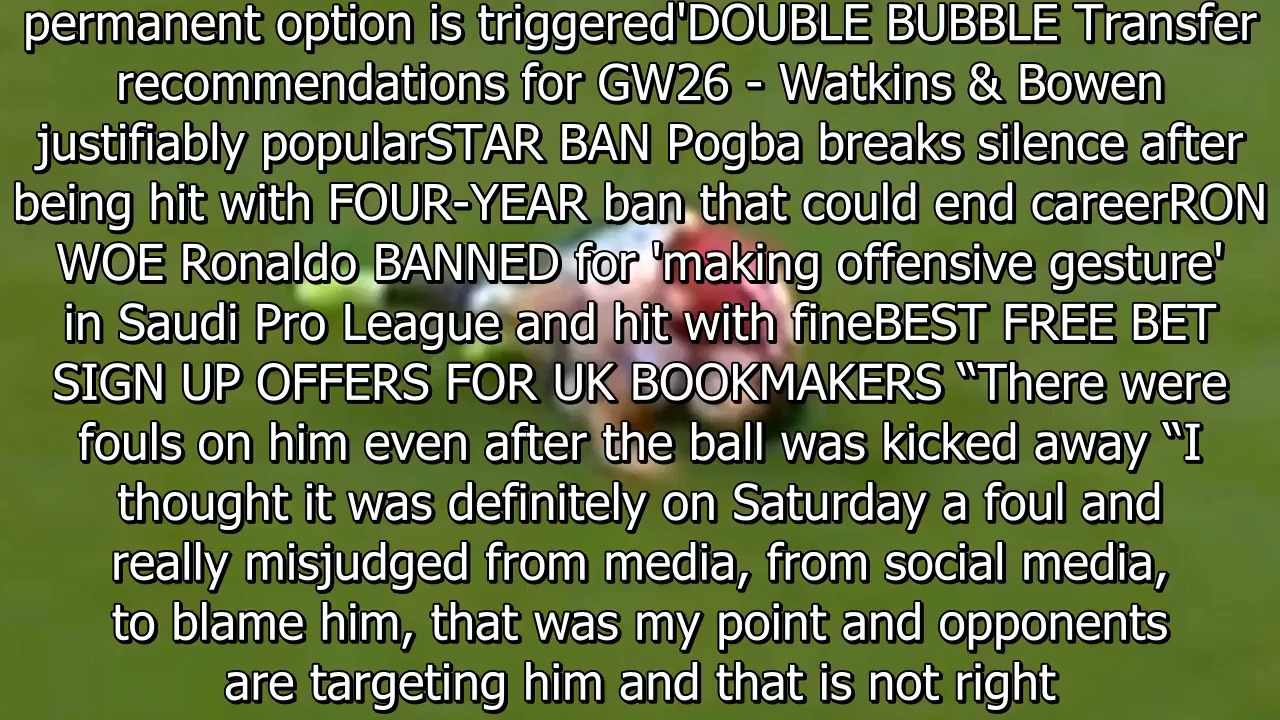 permanent option is triggered'DOUBLE BUBBLE Transfer
recommendations for GW26 - Watkins & Bowen
justifiably popularSTAR BAN Pogba breaks silence after
being hit with FOUR-YEAR ban that could end careerRON
WOE Ronaldo BANNED for 'making offensive gesture'
in Saudi Pro League and hit with fineBEST FREE BET
SIGN UP OFFERS FOR UK BOOKMAKERS “There were
fouls on him even after the ball was kicked away “I
thought it was definitely on Saturday a foul and
really misjudged from media, from social media,
to blame him, that was my point and opponents
are targeting him and that is not right